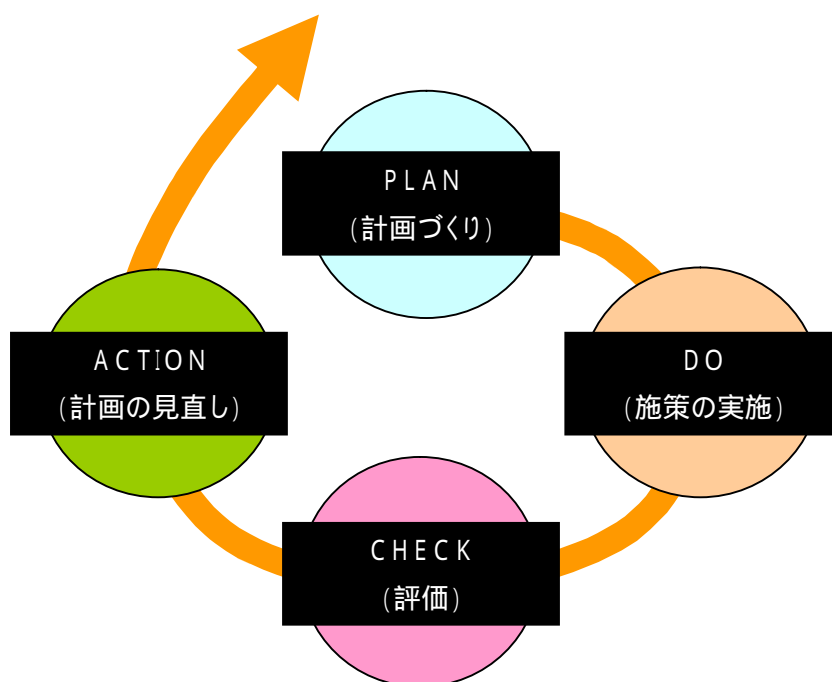 PLAN
(計画づくり)
DO
(施策の実施)
CHECK
(評価)
ACTION
(計画の見直し)